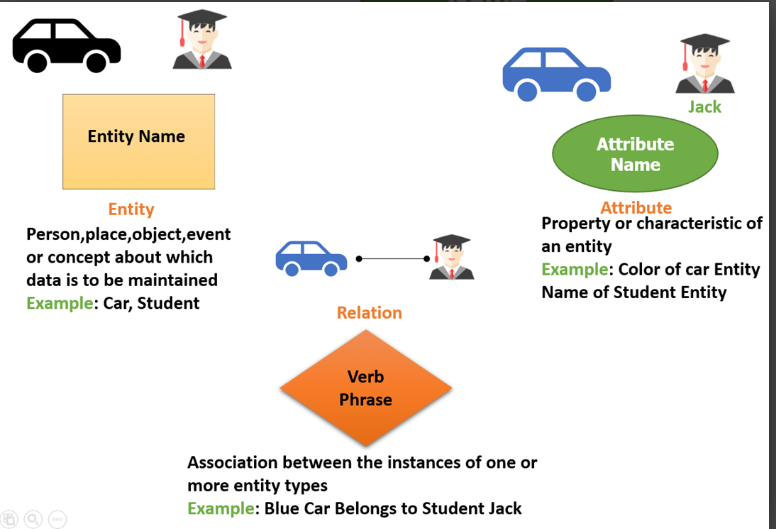 Entity Name
Entity
Person,place,object,event
or concept about which
data is to be maintained
Example: Car, Student
Jack
Attribute
Name
Attribute
Property or characteristic of
an entity
Example: Color of car Entity
Name of Student Entity
Relation
Verb
Phrase
Association between the instances of one or
more entity types
Example: Blue Car Belongs to Student Jack